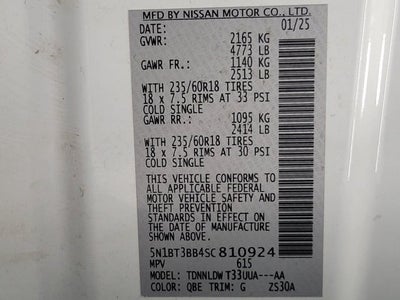 MFD BY NISSAN MOTOR CO., LTD.
DATE: 01/25
GVWR: 2165 KG
4773 LB
GAWR FR.: 1140 KG
2513 LB
WITH 235/60R18 TIRES
18 x 7.5 RIMS AT 33 PSI
COLD SINGLE
GAWR RR.: 1095 KG
2414 LB
WITH 235/60R18 TIRES
18 x 7.5 RIMS AT 30 PSI
COLD SINGLE
THIS VEHICLE CONFORMS TO
ALL APPLICABLE FEDERAL
MOTOR VEHICLE SAFETY AND
THEFT PREVENTION
STANDARDS IN EFFECT ON
THE DATE OF MANUFACTURE
SHOWN ABOVE
5N1BT3BB4SC810924
MPV 615
MODEL: TDNNLDWT33UUA---AA
COLOR: QBE TRIM: G ZS30A